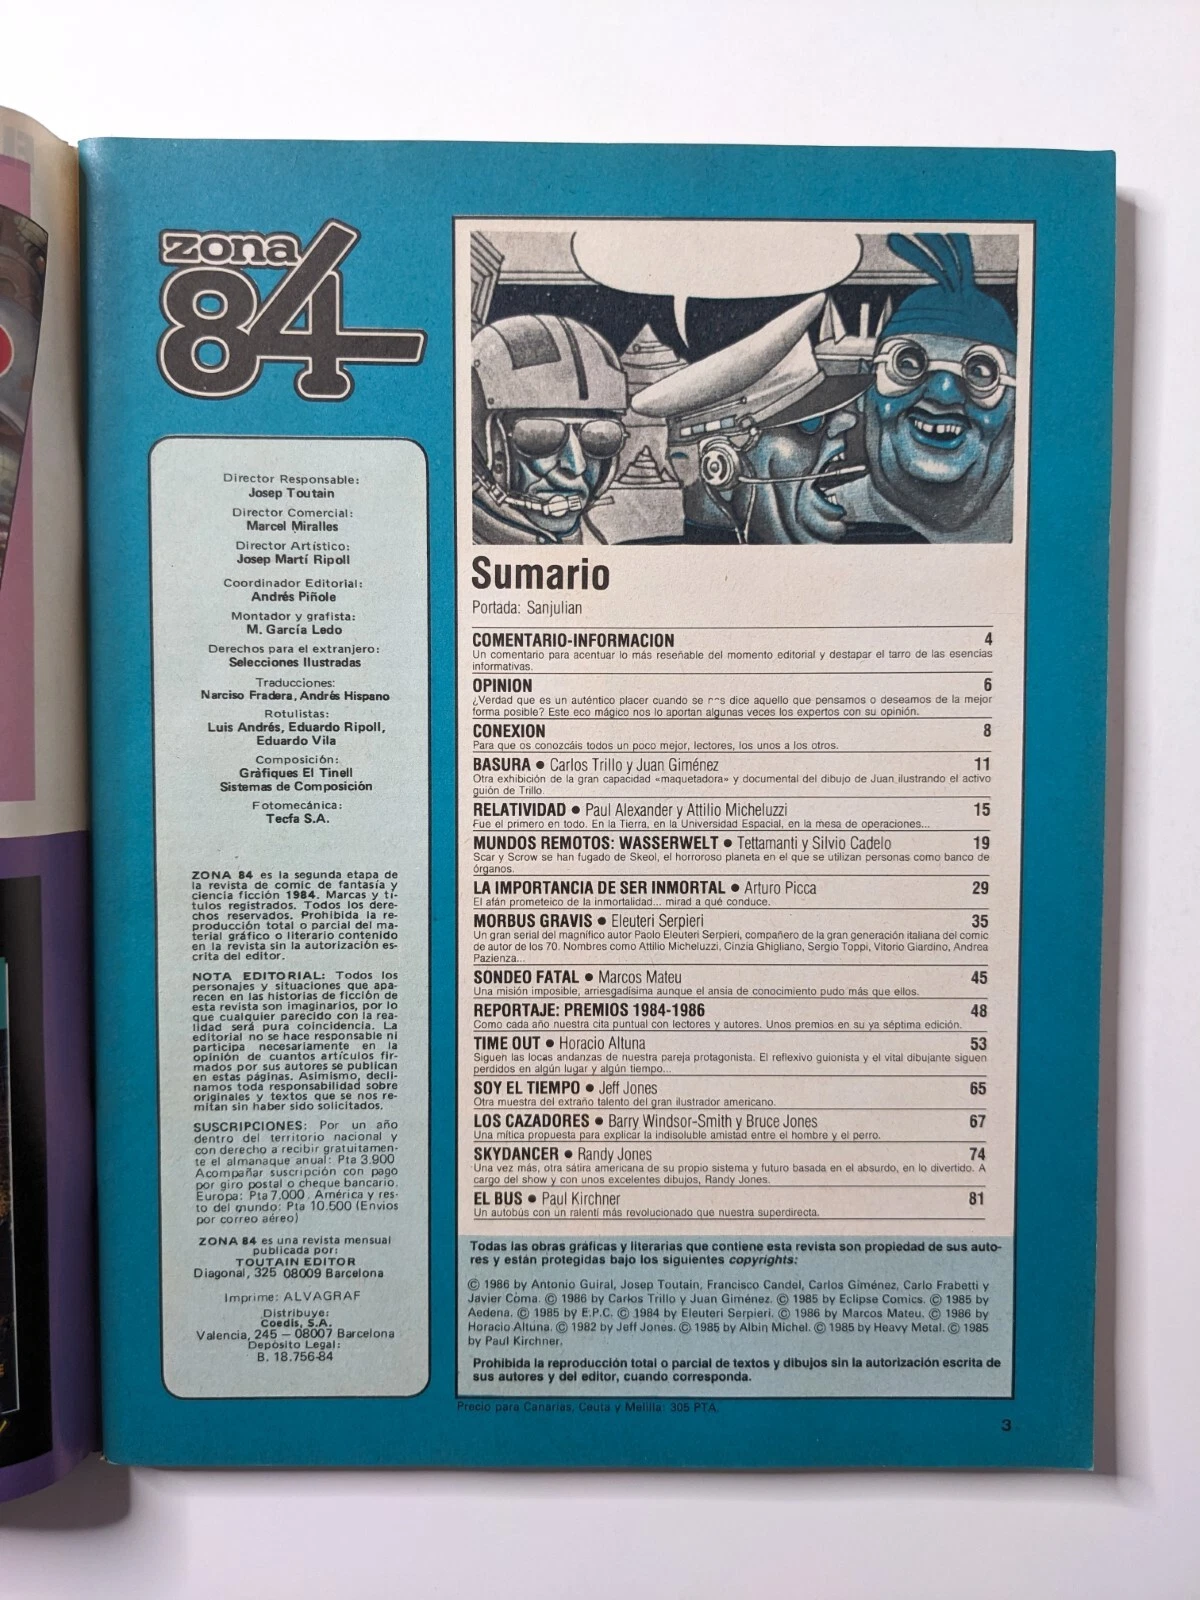 zona
84
Director Responsable:
Josep Toutain
Director Comercial:
Marcel Miralles
Director Artístico:
Josep Martí Ripoll
Coordinador Editorial:
Andrés Piñole
Montador y grafista:
M. García Ledo
Derechos para el extranjero:
Selecciones Ilustradas
Traducciones:
Narciso Fradera, Andrés Hispano
Rotulistas:
Luis Andrés, Eduardo Ripoll,
Eduardo Vila
Composición:
Gràfiques El Tinell
Sistemas de Composición
Fotomecánica:
Tecfa S.A.
ZONA 84 es la segunda etapa de
la revista de comic de fantasía y
ciencia ficción 1984. Marcas y tí-
tulos registrados. Todos los dere-
chos reservados. Prohibida la re-
producción total o parcial del ma-
terial gráfico o literario contenido
en la revista sin la autorización es-
crita del editor.
NOTA EDITORIAL: Todos los
personajes y situaciones que apa-
recen en las historias de ficción de
esta revista son imaginarios, por lo
que cualquier parecido con la rea-
lidad será pura coincidencia. La
editorial no se hace responsable ni
participa necesariamente en la
opinión de cuantos artículos fir-
mados por sus autores se publican
en estas páginas. Asimismo, decli-
namos toda responsabilidad sobre
originales y textos que se nos re-
mitan sin haber sido solicitados.
SUSCRIPCIONES: Por un año
dentro del territorio nacional y
con derecho a recibir gratuitamen-
te el almanaque anual: Pta 3.900
Acompañar suscripción con pago
por giro postal o cheque bancario.
Europa: Pta 7.000. América y res-
to del mundo: Pta 10.500 (Envíos
por correo aéreo)
ZONA 84 es una revista mensual
publicada por:
TOUTAIN EDITOR
Diagonal, 325 08009 Barcelona
Imprime: ALVAGRAF
Distribuye:
Coedis, S.A.
Valencia, 245 — 08007 Barcelona
Depósito Legal:
B. 18.756-84
Sumario
Portada: Sanjulian
COMENTARIO-INFORMACION 4
Un comentario para acentuar lo más reseñable del momento editorial y destapar el tarro de las esencias
informativas.
OPINION 6
¿Verdad que es un auténtico placer cuando se nos dice aquello que pensamos o deseamos de la mejor
forma posible? Este eco mágico nos lo aportan algunas veces los expertos con su opinión.
CONEXION 8
Para que os conozcáis todos un poco mejor, lectores, los unos a los otros.
BASURA ● Carlos Trillo y Juan Giménez 11
Otra exhibición de la gran capacidad «maquetadora» y documental del dibujo de Juan ilustrando el activo
guión de Trillo.
RELATIVIDAD ● Paul Alexander y Attilio Micheluzzi 15
Fue el primero en todo. En la Tierra, en la Universidad Espacial, en la mesa de operaciones...
MUNDOS REMOTOS: WASSERWELT ● Tettamanti y Silvio Cadelo 19
Scar y Scrow se han fugado de Skeol, el horroroso planeta en el que se utilizan personas como banco de
órganos.
LA IMPORTANCIA DE SER INMORTAL ● Arturo Picca 29
El afán prometeico de la inmortalidad... mirad a qué conduce.
MORBUS GRAVIS ● Eleuteri Serpieri 35
Un gran serial del magnífico autor Paolo Eleuteri Serpieri, compañero de la gran generación italiana del comic
de autor de los 70. Nombres como Attilio Micheluzzi, Cinzia Ghigliano, Sergio Toppi, Vitorio Giardino, Andrea
Pazienza...
SONDEO FATAL ● Marcos Mateu 45
Una misión imposible, arriesgadísima aunque el ansia de conocimiento pudo más que ellos.
REPORTAJE: PREMIOS 1984-1986 48
Como cada año nuestra cita puntual con lectores y autores. Unos premios en su ya séptima edición.
TIME OUT ● Horacio Altuna 53
Siguen las locas andanzas de nuestra pareja protagonista. El reflexivo guionista y el vital dibujante siguen
perdidos en algún lugar y algún tiempo...
SOY EL TIEMPO ● Jeff Jones 65
Otra muestra del extraño talento del gran ilustrador americano.
LOS CAZADORES ● Barry Windsor-Smith y Bruce Jones 67
Una mítica propuesta para explicar la indisoluble amistad entre el hombre y el perro.
SKYDANCER ● Randy Jones 74
Una vez más, otra sátira americana de su propio sistema y futuro basada en el absurdo, en lo divertido. A
cargo del show y con unos excelentes dibujos, Randy Jones.
EL BUS ● Paul Kirchner 81
Un autobús con un ralentí más revolucionado que nuestra superdirecta.
Todas las obras gráficas y literarias que contiene esta revista son propiedad de sus auto-
res y están protegidas bajo los siguientes copyrights:
© 1986 by Antonio Guiral, Josep Toutain, Francisco Candel, Carlos Giménez, Carlo Frabetti y
Javier Coma. © 1986 by Carlos Trillo y Juan Giménez. © 1985 by Eclipse Comics. © 1985 by
Aedena. © 1985 by E.P.C. © 1984 by Eleuteri Serpieri. © 1986 by Marcos Mateu. © 1986 by
Horacio Altuna. © 1982 by Jeff Jones. © 1985 by Albin Michel. © 1985 by Heavy Metal. © 1985
by Paul Kirchner.
Prohibida la reproducción total o parcial de textos y dibujos sin la autorización escrita de
sus autores y del editor, cuando corresponda.
Precio para Canarias, Ceuta y Melilla: 305 PTA.
3